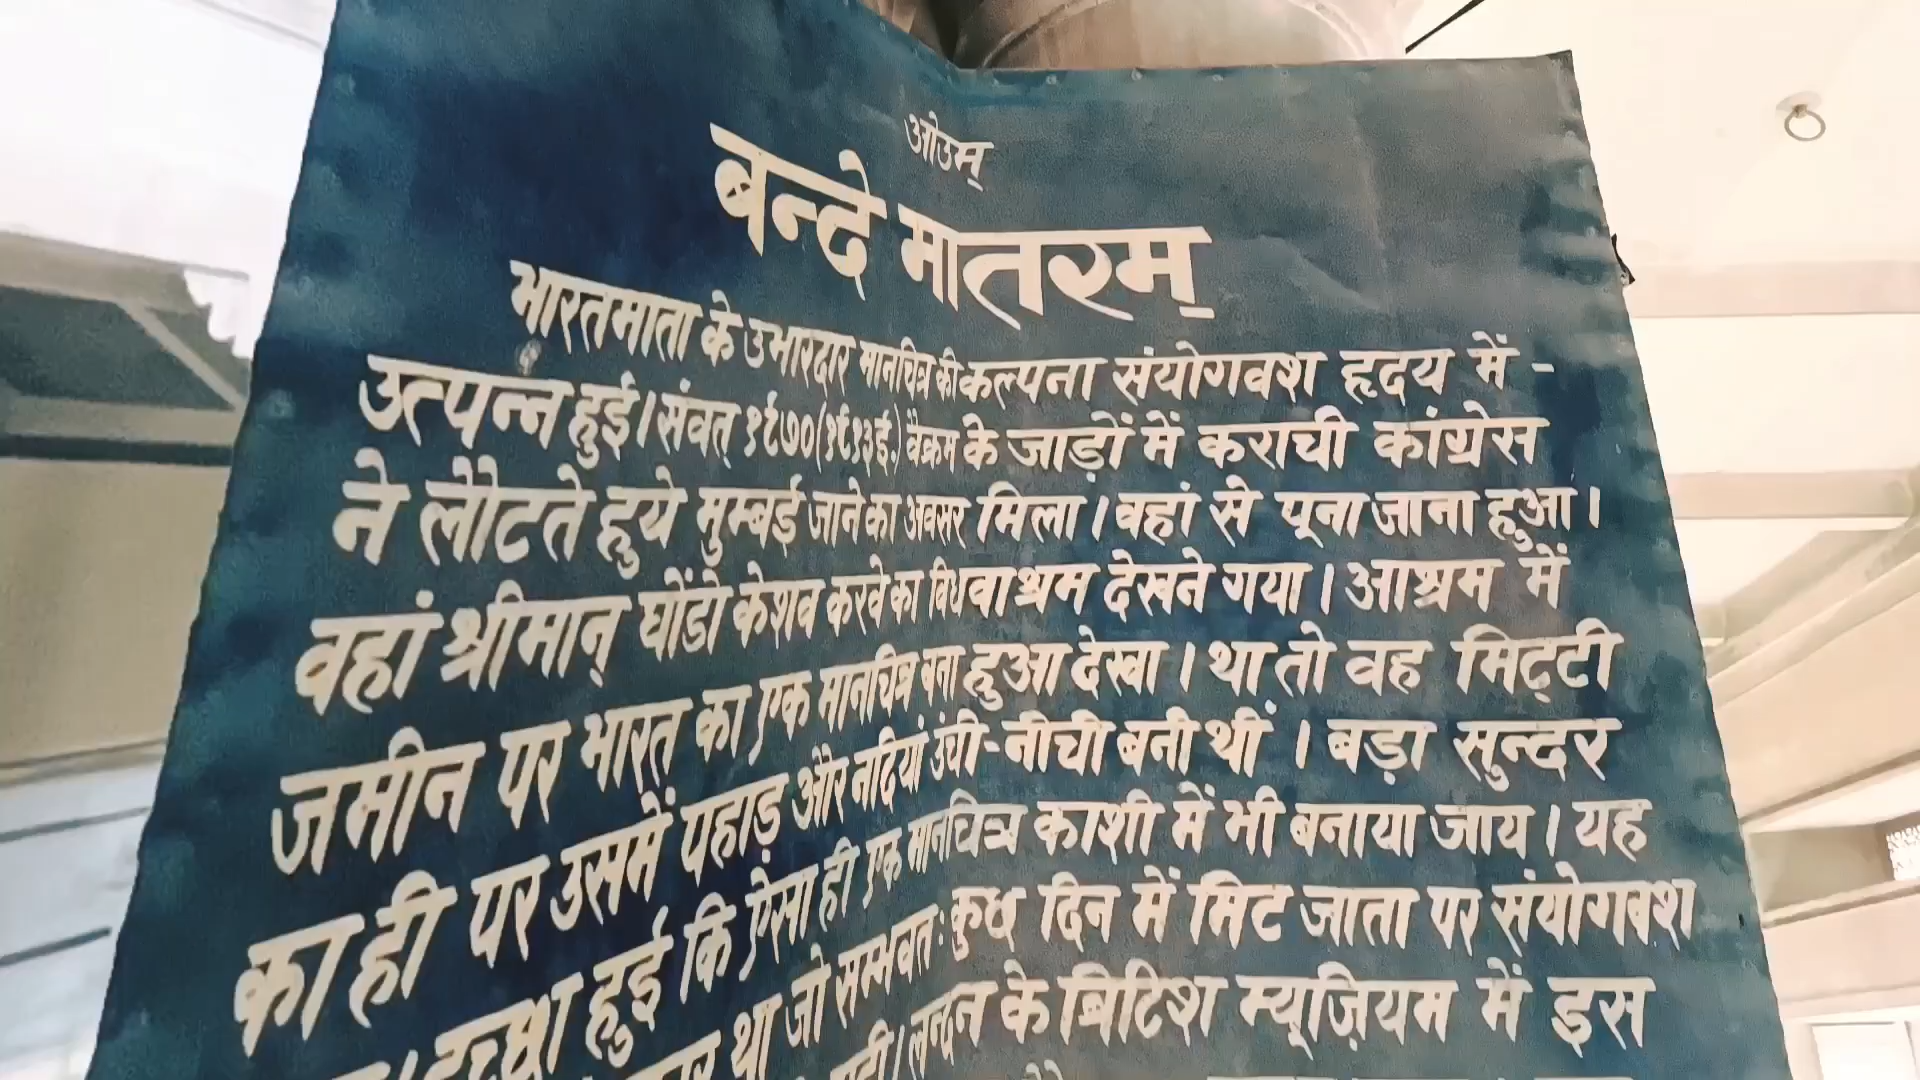 ओउम्
बन्दे मातरम्
भारतमाता के उभारदार मानचित्र की कल्पना संयोगवश हृदय में -
उत्पन्न हुई। संवत् १९७०(१९१३ई.) वैक्रम के जाड़ों में कराची कांग्रेस
ने लौटते हुये मुम्बई जाने का अवसर मिला। वहां से पूना जाना हुआ।
वहां श्रीमान् घोंडो केशव करवे का विधवाश्रम देखने गया। आश्रम में
जमीन पर भारत का एक मानचित्र बना हुआ देखा। था तो वह मिट्टी
का ही पर उसमें पहाड़ और नदियां उंची-नीची बनी थीं। बड़ा सुन्दर
हुई कि ऐसा ही एक मानचित्र काशी में भी बनाया जाय। यह
था जो सम्भवत: कुछ दिन में मिट जाता पर संयोगवश
लन्दन के ब्रिटिश म्यूज़ियम में इस